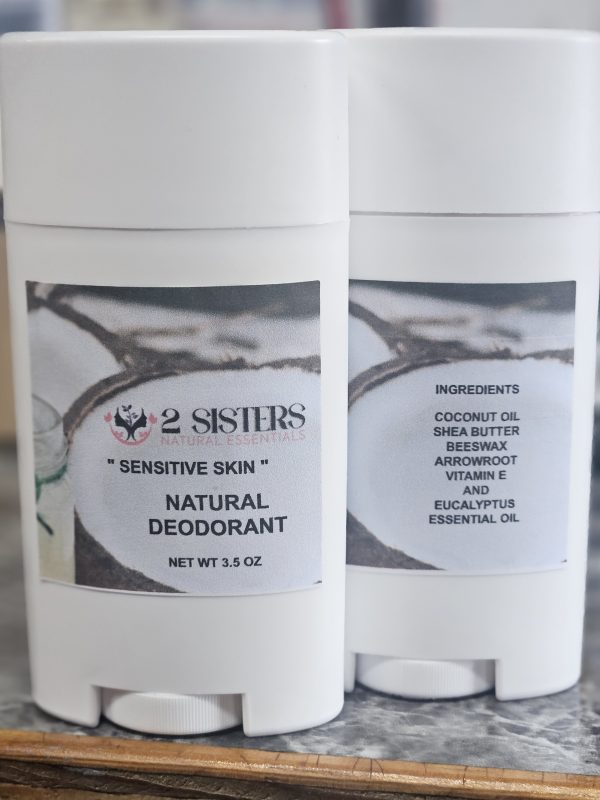 2 SISTERS
NATURAL ESSENTIALS
" SENSITIVE SKIN "
NATURAL
DEODORANT
NET WT 3.5 OZ
INGREDIENTS
COCONUT OIL
SHEA BUTTER
BEESWAX
ARROWROOT
VITAMIN E
AND
EUCALYPTUS
ESSENTIAL OIL